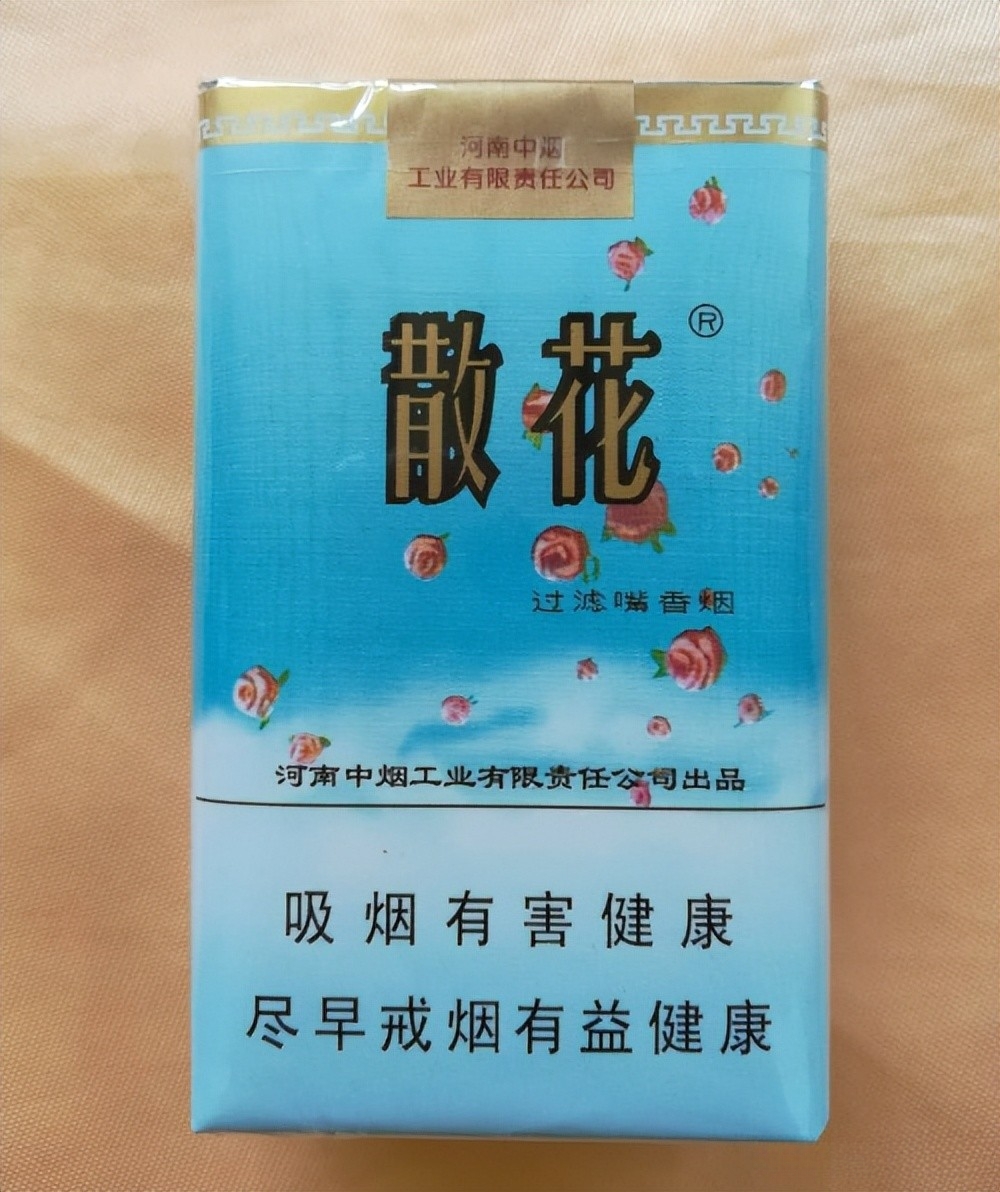 河南中烟
工业有限责任公司
散花®
过滤嘴香烟
河南中烟工业有限责任公司出品
吸烟有害健康
尽早戒烟有益健康